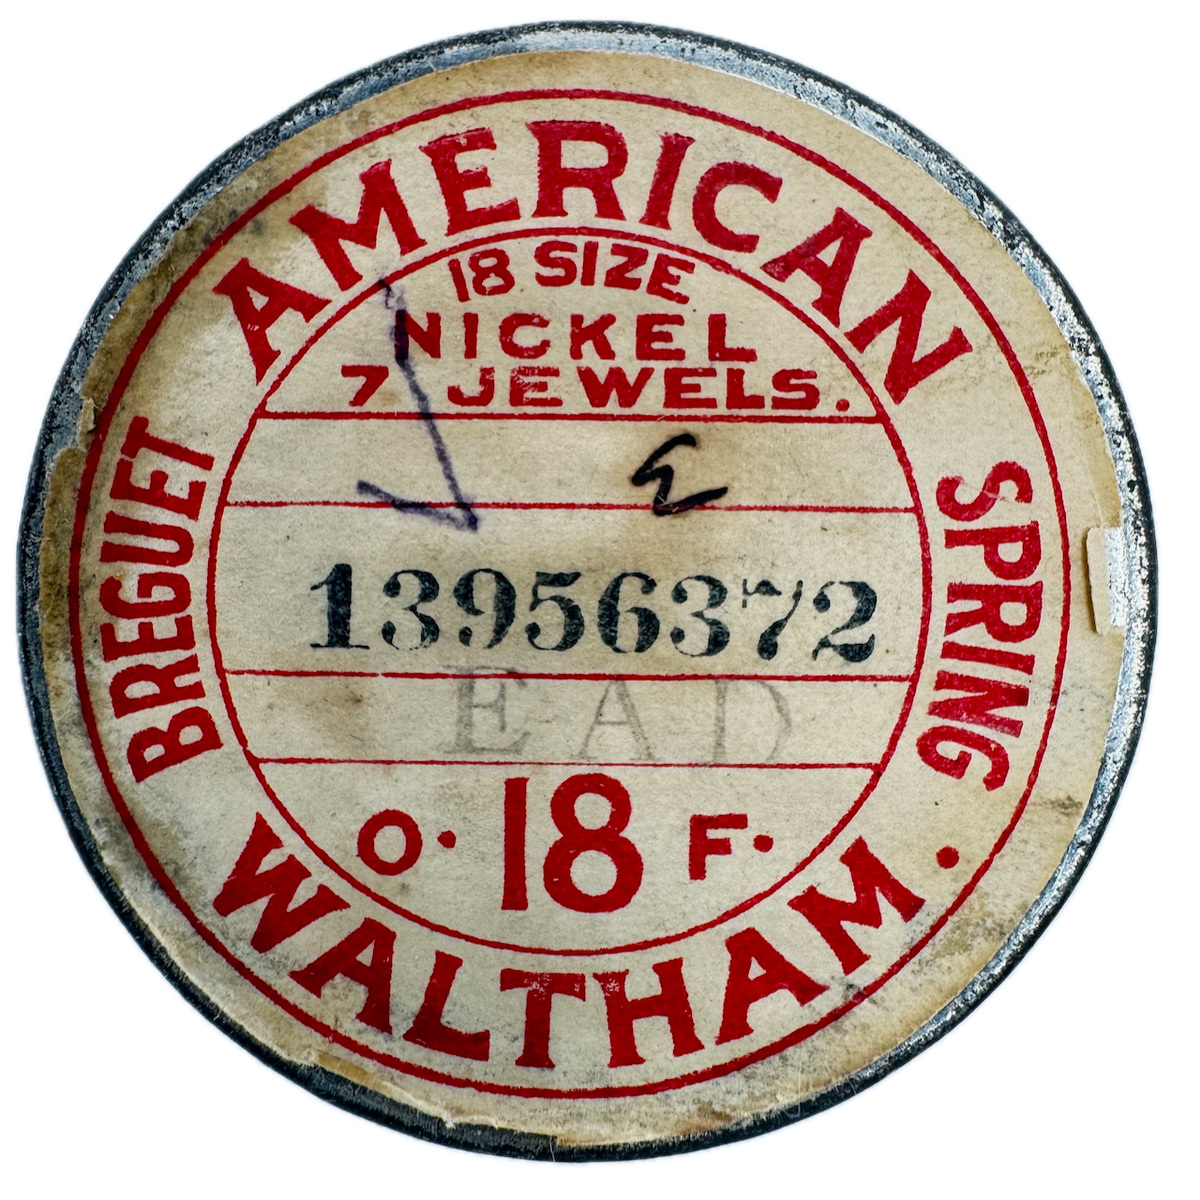 AMERICAN
BREGUET SPRING
18 SIZE
NICKEL
7 JEWELS.
13956372
EAD
O. 18 F.
WALTHAM.